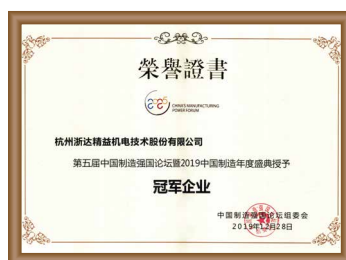 榮譽證書
CHINA'S MANUFACTURING
POWER FORUM
杭州浙达精益机电技术股份有限公司
第五届中国制造强国论坛暨2019中国制造年度盛典授予
冠军企业
中国制造强国论坛组委会
2019年12月28日